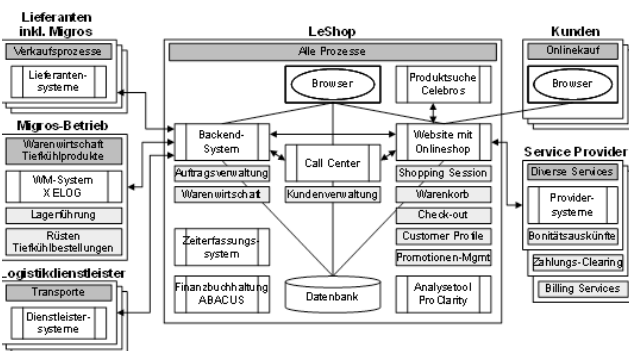 Lieferanten
inkl. Migros
Verkaufsprozesse
Lieferanten-
systeme
Migros-Betrieb
Warenwirtschaft
Tiefkühlprodukte
WM-System
XELOG
Lagerführung
Rüsten
Tiefkühlbestellungen
Logistikdienstleister
Transporte
Dienstleister-
systeme
LeShop
Alle Prozesse
Browser
Produktsuche
Celebros
Backend-
System
Call Center
Website mit
Onlineshop
Auftragsverwaltung
Warenwirtschaft
Kundenverwaltung
Shopping Session
Warenkorb
Check-out
Customer Profile
Promotionen-Mgmt
Zeiterfassungs-
system
Finanzbuchhaltung
ABACUS
Datenbank
Analysetool
ProClarity
Kunden
Onlinekauf
Browser
Service Provider
Diverse Services
Provider-
systeme
Bonitätsauskünfte
Zahlungs-Clearing
Billing Services